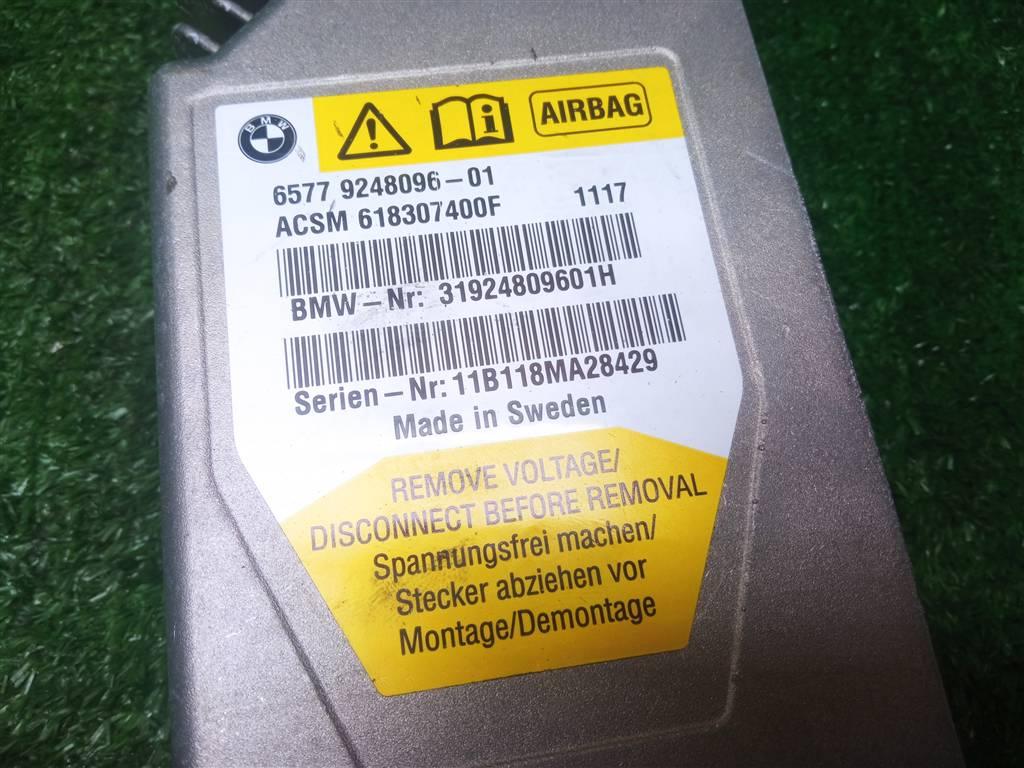 BMW
AIRBAG
6577 9248096-01
ACSM 618307400F 1117
BMW-Nr: 31924809601H
Serien-Nr: 11B118MA28429
Made in Sweden
REMOVE VOLTAGE/
DISCONNECT BEFORE REMOVAL
Spannungsfrei machen/
Stecker abziehen vor
Montage/Demontage